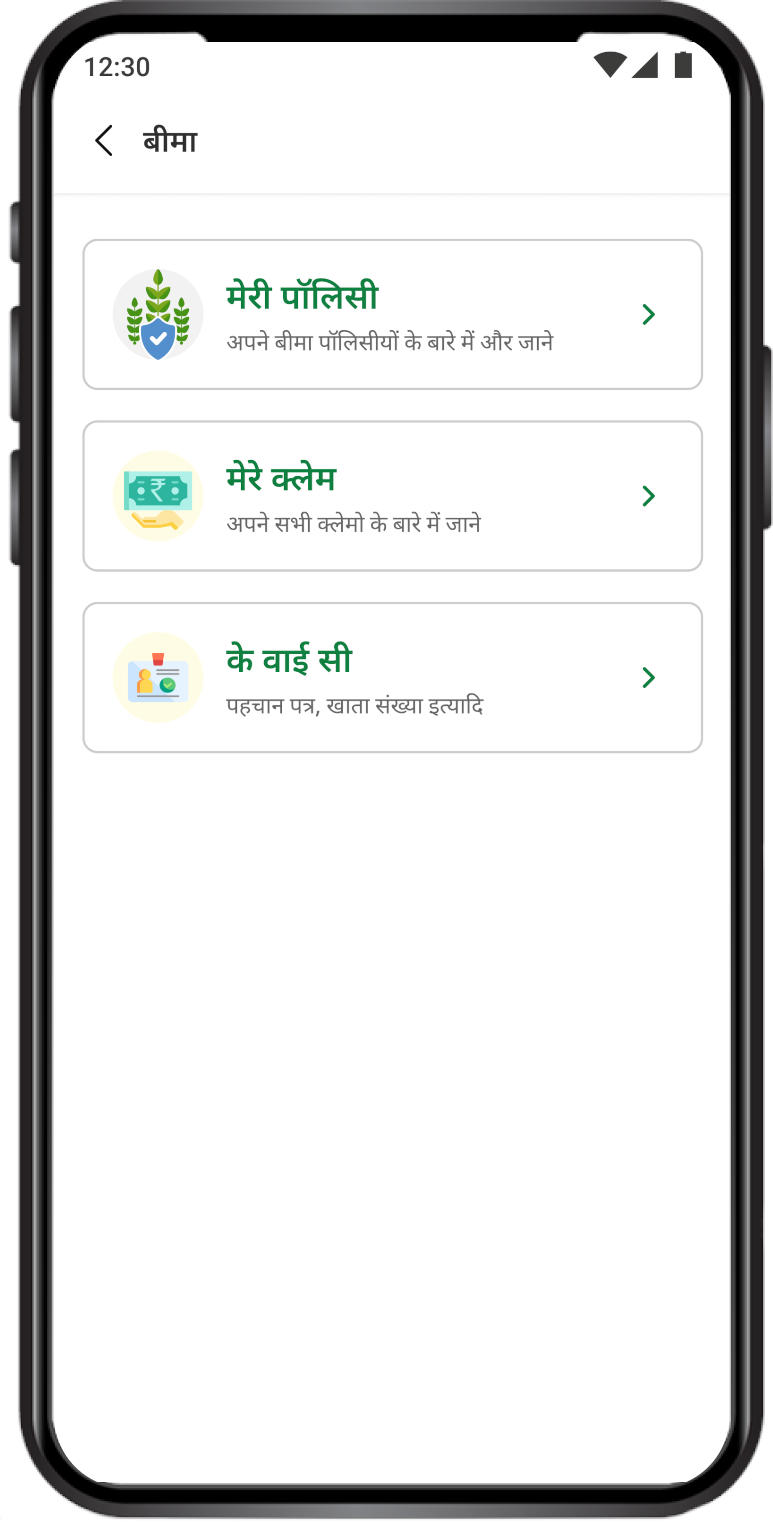 12:30
बीमा
मेरी पॉलिसी
अपने बीमा पॉलिसीयों के बारे में और जाने
मेरे क्लेम
अपने सभी क्लेमो के बारे में जाने
के वाई सी
पहचान पत्र, खाता संख्या इत्यादि